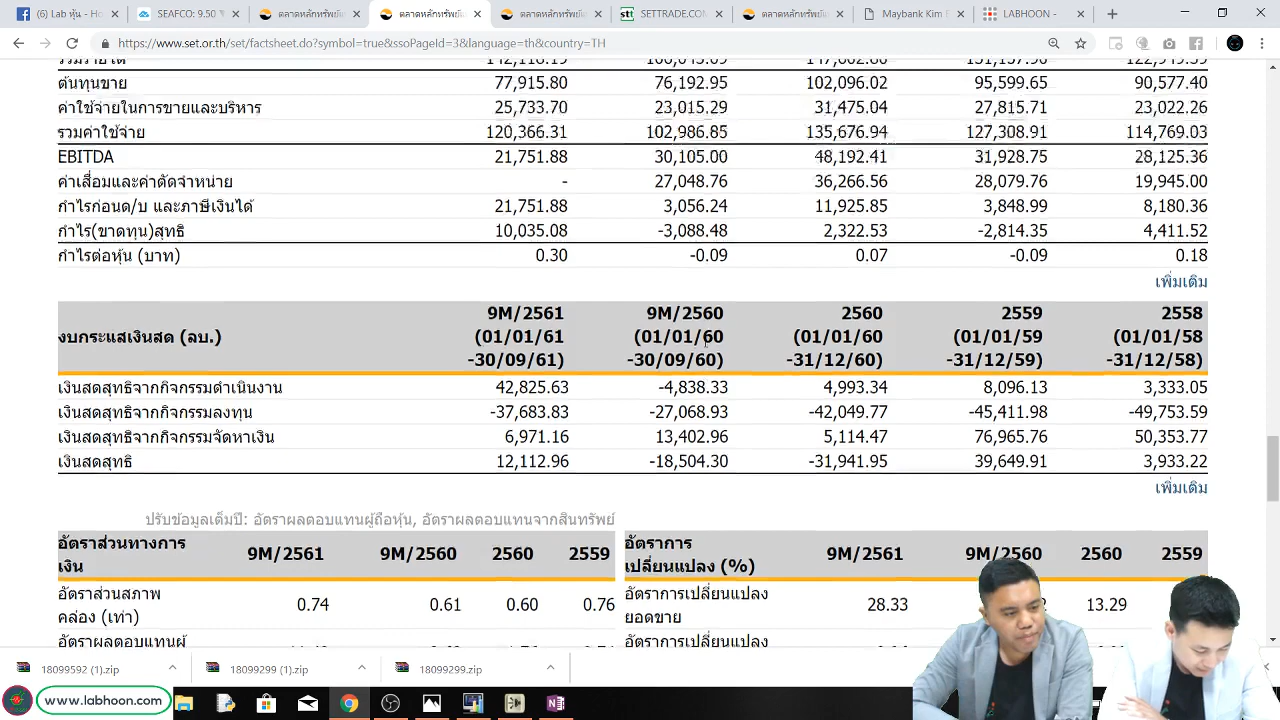 (6) Lab หุ้น - Ho
SEAFCO: 9.50
ตลาดหลักทรัพย์แ
ตลาดหลักทรัพย์แ
ตลาดหลักทรัพย์แ
SETTRADE.CO
ตลาดหลักทรัพย์แ
Maybank Kim E
LABHOON -
https://www.set.or.th/set/factsheet.do?symbol=true&ssoPageId=3&language=th&country=TH
ต้นทุนขาย 77,915.80 76,192.95 102,096.02 95,599.65 90,577.40
ค่าใช้จ่ายในการขายและบริหาร 25,733.70 23,015.29 31,475.04 27,815.71 23,022.26
รวมค่าใช้จ่าย 120,366.31 102,986.85 135,676.94 127,308.91 114,769.03
EBITDA 21,751.88 30,105.00 48,192.41 31,928.75 28,125.36
ค่าเสื่อมและค่าตัดจำหน่าย - 27,048.76 36,266.56 28,079.76 19,945.00
กำไรก่อนด/บ และภาษีเงินได้ 21,751.88 3,056.24 11,925.85 3,848.99 8,180.36
กำไร(ขาดทุน)สุทธิ 10,035.08 -3,088.48 2,322.53 -2,814.35 4,411.52
กำไรต่อหุ้น (บาท) 0.30 -0.09 0.07 -0.09 0.18
เพิ่มเติม
9M/2561 9M/2560 2560 2559 2558
งบกระแสเงินสด (ลบ.) (01/01/61 (01/01/60 (01/01/60 (01/01/59 (01/01/58
-30/09/61) -30/09/60) -31/12/60) -31/12/59) -31/12/58)
เงินสดสุทธิจากกิจกรรมดำเนินงาน 42,825.63 -4,838.33 4,993.34 8,096.13 3,333.05
เงินสดสุทธิจากกิจกรรมลงทุน -37,683.83 -27,068.93 -42,049.77 -45,411.98 -49,753.59
เงินสดสุทธิจากกิจกรรมจัดหาเงิน 6,971.16 13,402.96 5,114.47 76,965.76 50,353.77
เงินสดสุทธิ 12,112.96 -18,504.30 -31,941.95 39,649.91 3,933.22
เพิ่มเติม
ปรับข้อมูลเต็มปี: อัตราผลตอบแทนผู้ถือหุ้น, อัตราผลตอบแทนจากสินทรัพย์
อัตราส่วนทางการ
เงิน 9M/2561 9M/2560 2560 2559
อัตราส่วนสภาพ
คล่อง (เท่า) 0.74 0.61 0.60 0.76
อัตราผลตอบแทนผู้
อัตราการ
เปลี่ยนแปลง (%) 9M/2561 9M/2560 2560 2559
อัตราการเปลี่ยนแปลง
ยอดขาย 28.33 13.29
อัตราการเปลี่ยนแปลง
18099592 (1).zip
18099299 (1).zip
18099299.zip
www.labhoon.com